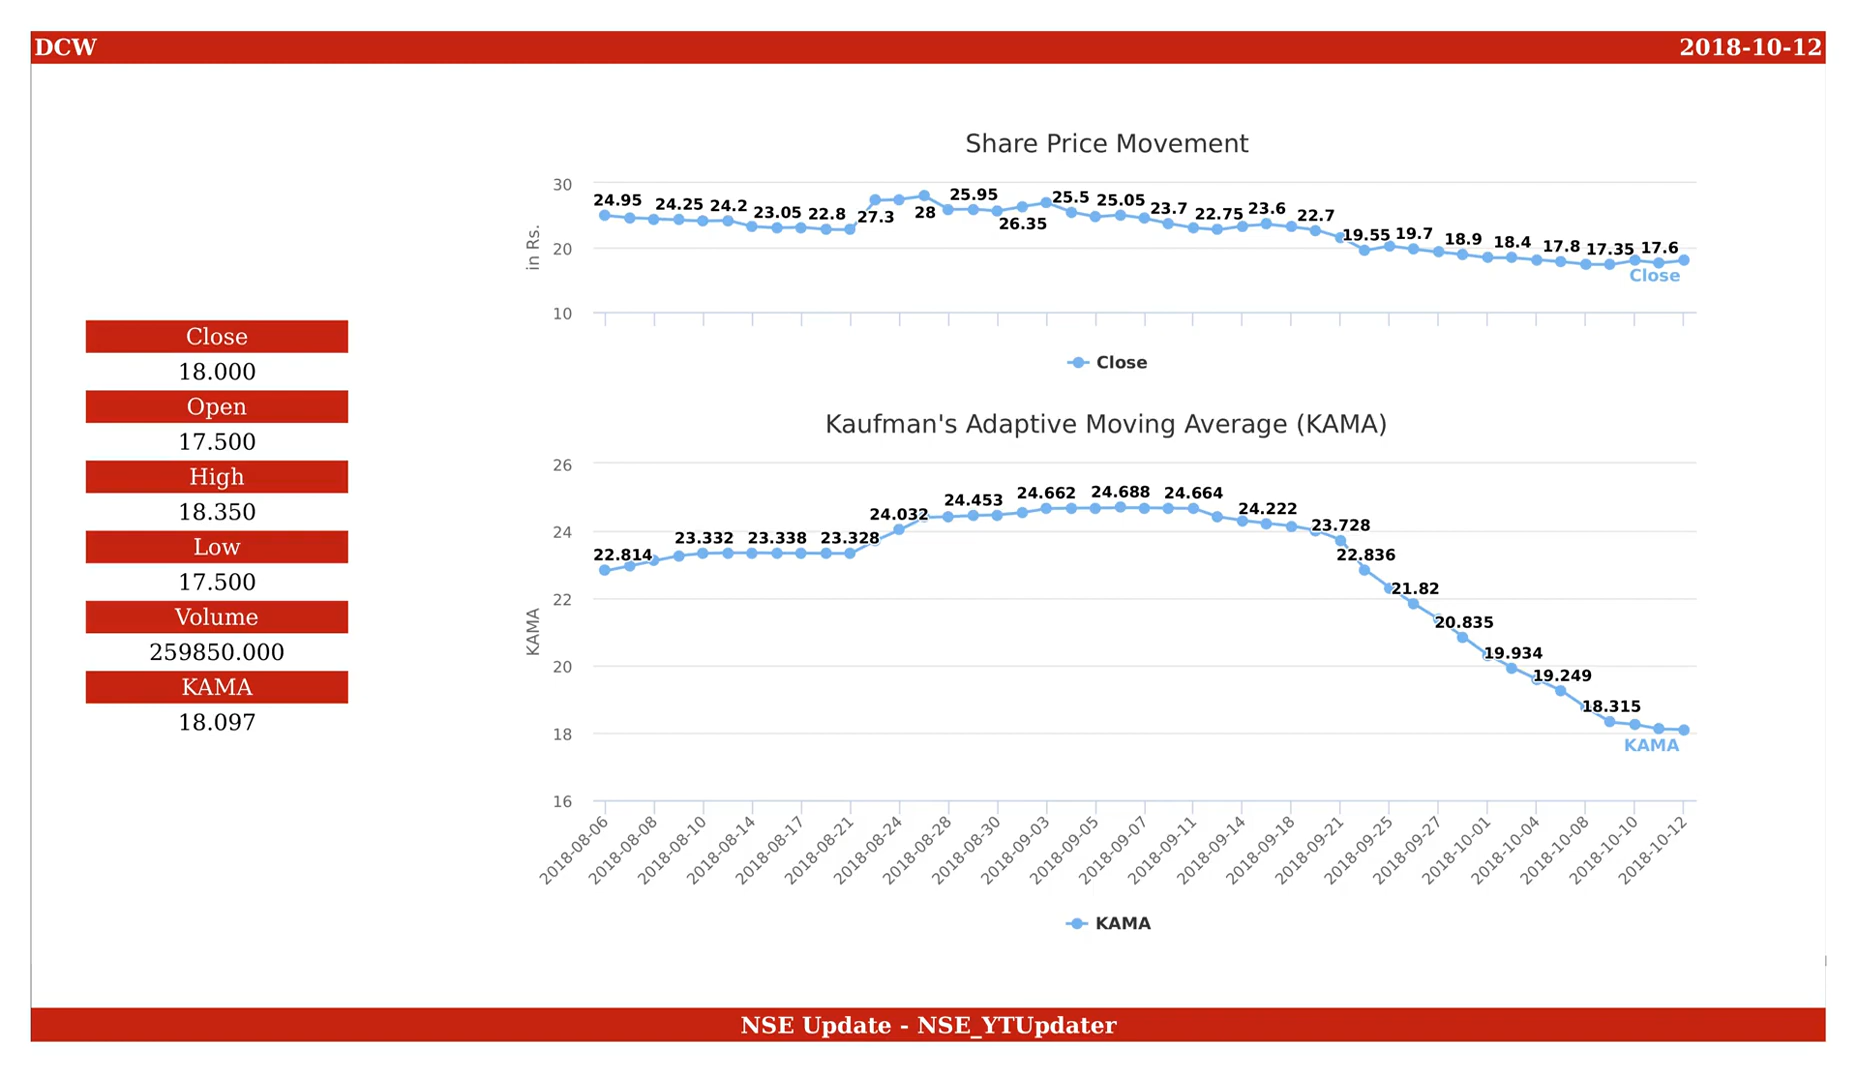 DCW 2018-10-12
Share Price Movement
30
20
10
in Rs.
24.95 24.25 24.2 23.05 22.8 27.3 28 25.95 26.35 25.5 25.05 23.7 22.75 23.6 22.7 19.55 19.7 18.9 18.4 17.8 17.35 17.6
Close
Close
Close
18.000
Open
17.500
High
18.350
Low
17.500
Volume
259850.000
KAMA
18.097
Kaufman's Adaptive Moving Average (KAMA)
26
24
22
20
18
16
KAMA
22.814 23.332 23.338 23.328 24.032 24.453 24.662 24.688 24.664 24.222 23.728 22.836 21.82 20.835 19.934 19.249 18.315
KAMA
2018-08-06 2018-08-08 2018-08-10 2018-08-14 2018-08-17 2018-08-21 2018-08-24 2018-08-28 2018-08-30 2018-09-03 2018-09-05 2018-09-07 2018-09-11 2018-09-14 2018-09-18 2018-09-21 2018-09-25 2018-09-27 2018-10-01 2018-10-04 2018-10-08 2018-10-10 2018-10-12
KAMA
NSE Update - NSE_YTUpdater